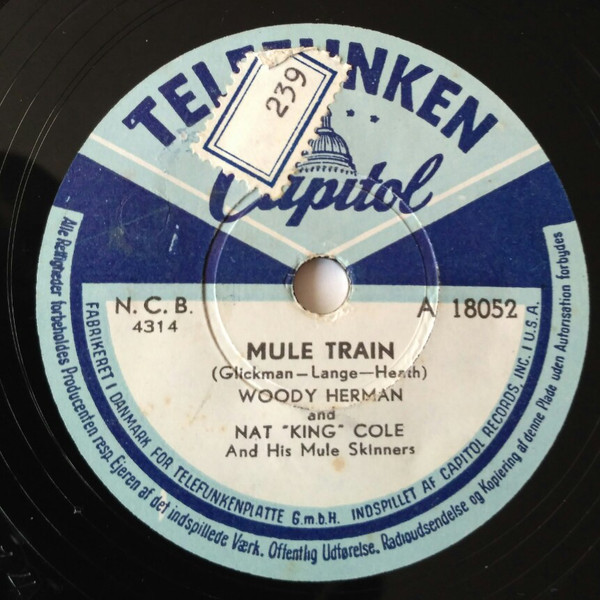 TELEFUNKEN
239
Capitol
N. C. B.
4314
A 18052
MULE TRAIN
(Glickman—Lange—Heath)
WOODY HERMAN
and
NAT "KING" COLE
And His Mule Skinners
FABRIKERET I DANMARK FOR TELEFUNKENPLATTE G.m.b.H. INDSPILLET AF CAPITOL RECORDS, INC. I U.S.A.
Alle Rettigheder forbeholdes Producenten resp. Ejeren af det indspillede Værk. Offentlig Udførelse, Radioudsendelse og Kopiering af denne Plade uden Autorisation forbydes